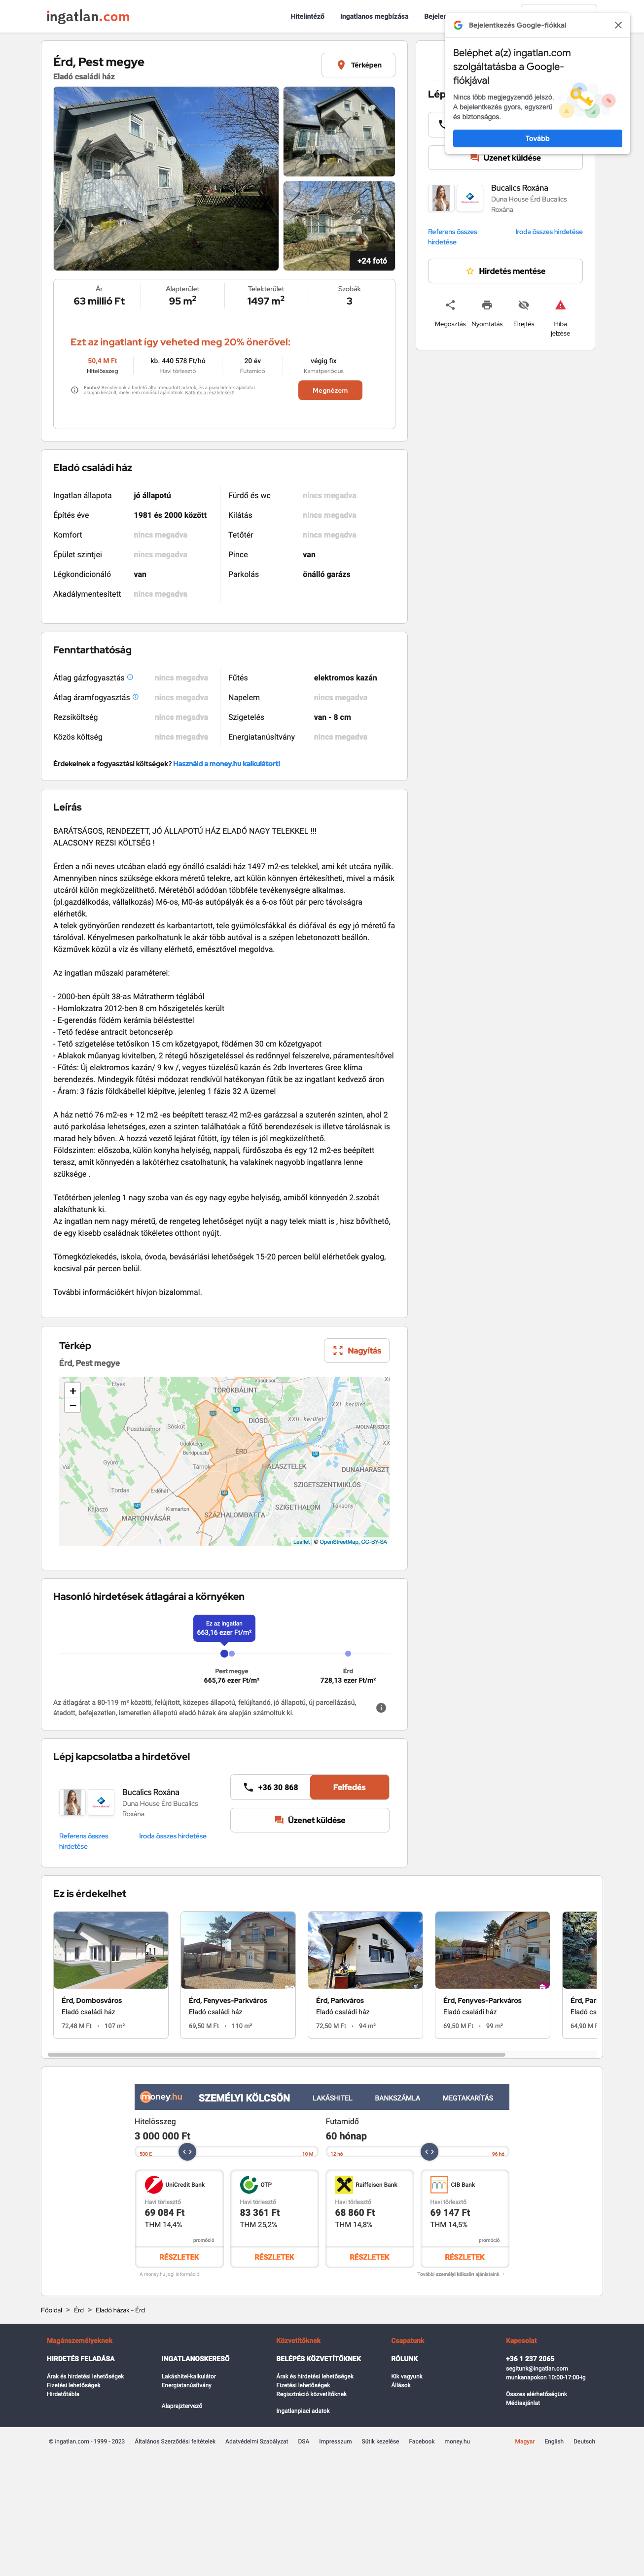 ingatlan.com
Hitelintéző
Ingatlanos megbízása
Bejelen
Bejelentkezés Google-fiókkal
Beléphet a(z) ingatlan.com
szolgáltatásba a Google-
fiókjával
Nincs több megjegyzendő jelszó.
A bejelentkezés gyors, egyszerű
és biztonságos.
Tovább
Érd, Pest megye
Eladó családi ház
Térképen
+24 fotó
Lép
Üzenet küldése
Bucalics Roxána
Duna House Érd Bucalics
Roxána
Referens összes
hirdetése
Iroda összes hirdetése
Hirdetés mentése
Megosztás
Nyomtatás
Elrejtés
Hiba
jelzése
Ár
63 millió Ft
Alapterület
95 m2
Telekterület
1497 m2
Szobák
3
Ezt az ingatlant így veheted meg 20% önerővel:
50,4 M Ft
Hitelösszeg
kb. 440 578 Ft/hó
Havi törlesztő
20 év
Futamidő
végig fix
Kamatperiódus
Megnézem
Eladó családi ház
Ingatlan állapota jó állapotú
Építés éve 1981 és 2000 között
Komfort nincs megadva
Épület szintjei nincs megadva
Légkondicionáló van
Akadálymentesített nincs megadva
Fürdő és wc nincs megadva
Kilátás nincs megadva
Tetőtér nincs megadva
Pince van
Parkolás önálló garázs
Fenntarthatóság
Átlag gázfogyasztás nincs megadva
Átlag áramfogyasztás nincs megadva
Rezsiköltség nincs megadva
Közös költség nincs megadva
Fűtés elektromos kazán
Napelem nincs megadva
Szigetelés van - 8 cm
Energiatanúsítvány nincs megadva
Érdekelnek a fogyasztási költségek? Használd a money.hu kalkulátort!
Leírás
BARÁTSÁGOS, RENDEZETT, JÓ ÁLLAPOTÚ HÁZ ELADÓ NAGY TELEKKEL !!!
ALACSONY REZSI KÖLTSÉG !
Érden a női neves utcában eladó egy önálló családi ház 1497 m2-es telekkel, ami két utcára nyílik.
Amennyiben nincs szüksége ekkora méretű telekre, azt külön könnyen értékesítheti, mivel a másik
utcáról külön megközelíthető. Méretéből adódóan többféle tevékenységre alkalmas.
(pl.gazdálkodás, vállalkozás) M6-os, M0-ás autópályák és a 6-os főút pár perc távolságra
elérhetők.
A telek gyönyörűen rendezett és karbantartott, tele gyümölcsfákkal és diófával és egy jó méretű fa
tárolóval. Kényelmesen parkolhatunk le akár több autóval is a szépen lebetonozott beállón.
Közművek közül a víz és villany elérhető, emésztővel megoldva.
Az ingatlan műszaki paraméterei:
- 2000-ben épült 38-as Mátratherm téglából
- Homlokzatra 2012-ben 8 cm hőszigetelés került
- E-gerendás födém kerámia béléstesttel
- Tető fedése antracit betoncserép
- Tető szigetelése tetősíkon 15 cm kőzetgyapot, födémen 30 cm kőzetgyapot
- Ablakok műanyag kivitelben, 2 rétegű hőszigeteléssel és redőnnyel felszerelve, páramentesítővel
- Fűtés: Új elektromos kazán/ 9 kw /, vegyes tüzelésű kazán és 2db Inverteres Gree klíma
berendezés. Mindegyik fűtési módozat rendkívül hatékonyan fűtik be az ingatlant kedvező áron
- Áram: 3 fázis földkábellel kiépítve, jelenleg 1 fázis 32 A üzemel
A ház nettó 76 m2-es + 12 m2 -es beépített terasz.42 m2-es garázzsal a szuterén szinten, ahol 2
autó parkolása lehetséges, ezen a szinten találhatóak a fűtő berendezések is illetve tárolásnak is
marad hely bőven. A hozzá vezető lejárat fűtött, így télen is jól megközelíthető.
Földszinten: előszoba, külön konyha helyiség, nappali, fürdőszoba és egy 12 m2-es beépített
terasz, amit könnyedén a lakótérhez csatolhatunk, ha valakinek nagyobb ingatlanra lenne
szüksége .
Tetőtérben jelenleg 1 nagy szoba van és egy nagy egybe helyiség, amiből könnyedén 2.szobát
alakíthatunk ki.
Az ingatlan nem nagy méretű, de rengeteg lehetőséget nyújt a nagy telek miatt is , hisz bővíthető,
de egy kisebb családnak tökéletes otthont nyújt.
Tömegközlekedés, iskola, óvoda, bevásárlási lehetőségek 15-20 percen belül elérhetőek gyalog,
kocsival pár percen belül.
További információkért hívjon bizalommal.
Térkép
Érd, Pest megye
Nagyítás
+
−
Etyek
TÖRÖKBÁLINT
DIÓSD
XXII. kerület
XXI. kerület
Sóskút
Pusztazámor
ÉRD
Gyúró
Tárnok
HALÁSZTELEK
DUNAHARASZT
SZIGETSZENTMIKLÓS
Tordas
Kajászó
MARTONVÁSÁR
SZÁZHALOMBATTA
SZIGETHALOM
Taksony
Leaflet | © OpenStreetMap, CC-BY-SA
Hasonló hirdetések átlagárai a környéken
Ez az ingatlan
663,16 ezer Ft/m²
Pest megye
665,76 ezer Ft/m²
Érd
728,13 ezer Ft/m²
Az átlagárat a 80-119 m² közötti, felújított, közepes állapotú, felújítandó, jó állapotú, új parcellázású,
átadott, befejezetlen, ismeretlen állapotú eladó házak ára alapján számoltuk ki.
Lépj kapcsolatba a hirdetővel
Bucalics Roxána
Duna House Érd Bucalics
Roxána
Referens összes
hirdetése
Iroda összes hirdetése
+36 30 868
Felfedés
Üzenet küldése
Ez is érdekelhet
Érd, Dombosváros
Eladó családi ház
72,48 M Ft • 107 m²
Érd, Fenyves-Parkváros
Eladó családi ház
69,50 M Ft • 110 m²
Érd, Parkváros
Eladó családi ház
72,50 M Ft • 94 m²
Érd, Fenyves-Parkváros
Eladó családi ház
69,50 M Ft • 99 m²
Érd, Par
Eladó cs
64,90 M F
money.hu
SZEMÉLYI KÖLCSÖN
LAKÁSHITEL
BANKSZÁMLA
MEGTAKARÍTÁS
Hitelösszeg
3 000 000 Ft
300 E
10 M
Futamidő
60 hónap
12 hó
96 hó
UniCredit Bank
Havi törlesztő
69 084 Ft
THM 14,4%
promóció
RÉSZLETEK
OTP
Havi törlesztő
83 361 Ft
THM 25,2%
RÉSZLETEK
Raiffeisen Bank
Havi törlesztő
68 860 Ft
THM 14,8%
RÉSZLETEK
CIB Bank
Havi törlesztő
69 147 Ft
THM 14,5%
promóció
RÉSZLETEK
A money.hu jogi információi
További személyi kölcsön ajánlataink
Főoldal > Érd > Eladó házak - Érd
Magánszemélyeknek
HIRDETÉS FELADÁSA
Árak és hirdetési lehetőségek
Fizetési lehetőségek
Hirdetőtábla
INGATLANOSKERESŐ
Lakáshitel-kalkulátor
Energiatanúsítvány
Alaprajztervező
Közvetítőknek
BELÉPÉS KÖZVETÍTŐKNEK
Árak és hirdetési lehetőségek
Fizetési lehetőségek
Regisztráció közvetítőknek
Ingatlanpiaci adatok
Csapatunk
RÓLUNK
Kik vagyunk
Állások
Kapcsolat
+36 1 237 2065
segitunk@ingatlan.com
munkanapokon 10:00-17:00-ig
Összes elérhetőségünk
Médiaajánlat
© ingatlan.com - 1999 - 2023
Általános Szerződési feltételek
Adatvédelmi Szabályzat
DSA
Impresszum
Sütik kezelése
Facebook
money.hu
Magyar
English
Deutsch